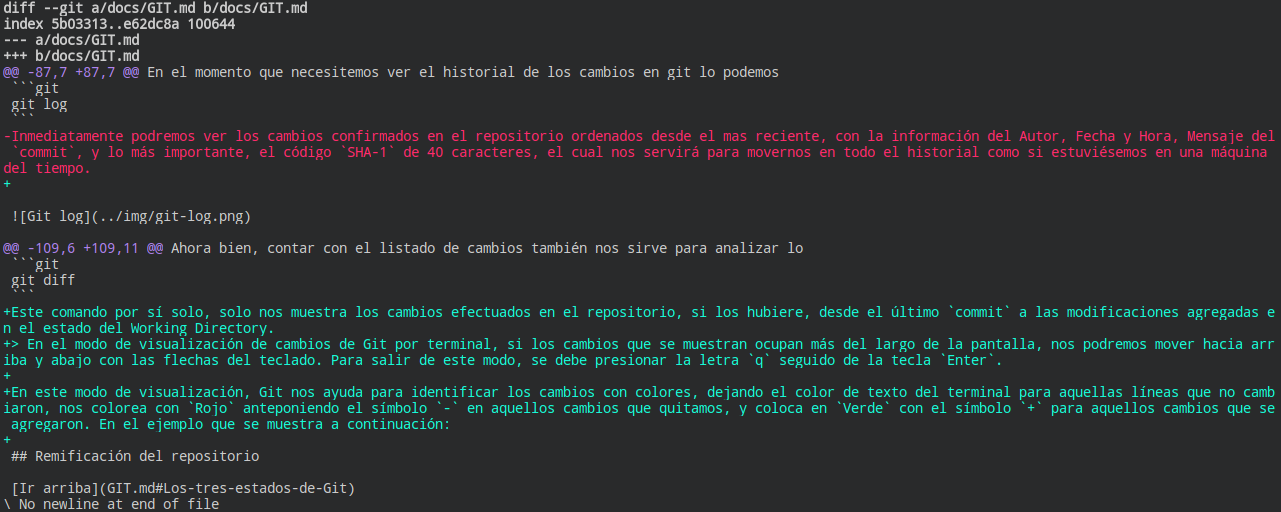 diff --git a/docs/GIT.md b/docs/GIT.md
index 5b03313..e62dc8a 100644
--- a/docs/GIT.md
+++ b/docs/GIT.md
@@ -87,7 +87,7 @@ En el momento que necesitemos ver el historial de los cambios en git lo podemos
 ```git
 git log
 ```
-Inmediatamente podremos ver los cambios confirmados en el repositorio ordenados desde el mas reciente, con la información del Autor, Fecha y Hora, Mensaje del
 `commit`, y lo más importante, el código `SHA-1` de 40 caracteres, el cual nos servirá para movernos en todo el historial como si estuviésemos en una máquina
del tiempo.
+
 ![Git log](../img/git-log.png)
@@ -109,6 +109,11 @@ Ahora bien, contar con el listado de cambios también nos sirve para analizar lo
 ```git
 git diff
 ```
+Este comando por sí solo, solo nos muestra los cambios efectuados en el repositorio, si los hubiere, desde el último `commit` a las modificaciones agregadas e
n el estado del Working Directory.
+> En el modo de visualización de cambios de Git por terminal, si los cambios que se muestran ocupan más del largo de la pantalla, nos podremos mover hacia arr
iba y abajo con las flechas del teclado. Para salir de este modo, se debe presionar la letra `q` seguido de la tecla `Enter`.
+
+En este modo de visualización, Git nos ayuda para identificar los cambios con colores, dejando el color de texto del terminal para aquellas líneas que no camb
iaron, nos colorea con `Rojo` anteponiendo el símbolo `-` en aquellos cambios que quitamos, y coloca en `Verde` con el símbolo `+` para aquellos cambios que se
 agregaron. En el ejemplo que se muestra a continuación:
+
 ## Remificación del repositorio
 [Ir arriba](GIT.md#Los-tres-estados-de-Git)
\ No newline at end of file